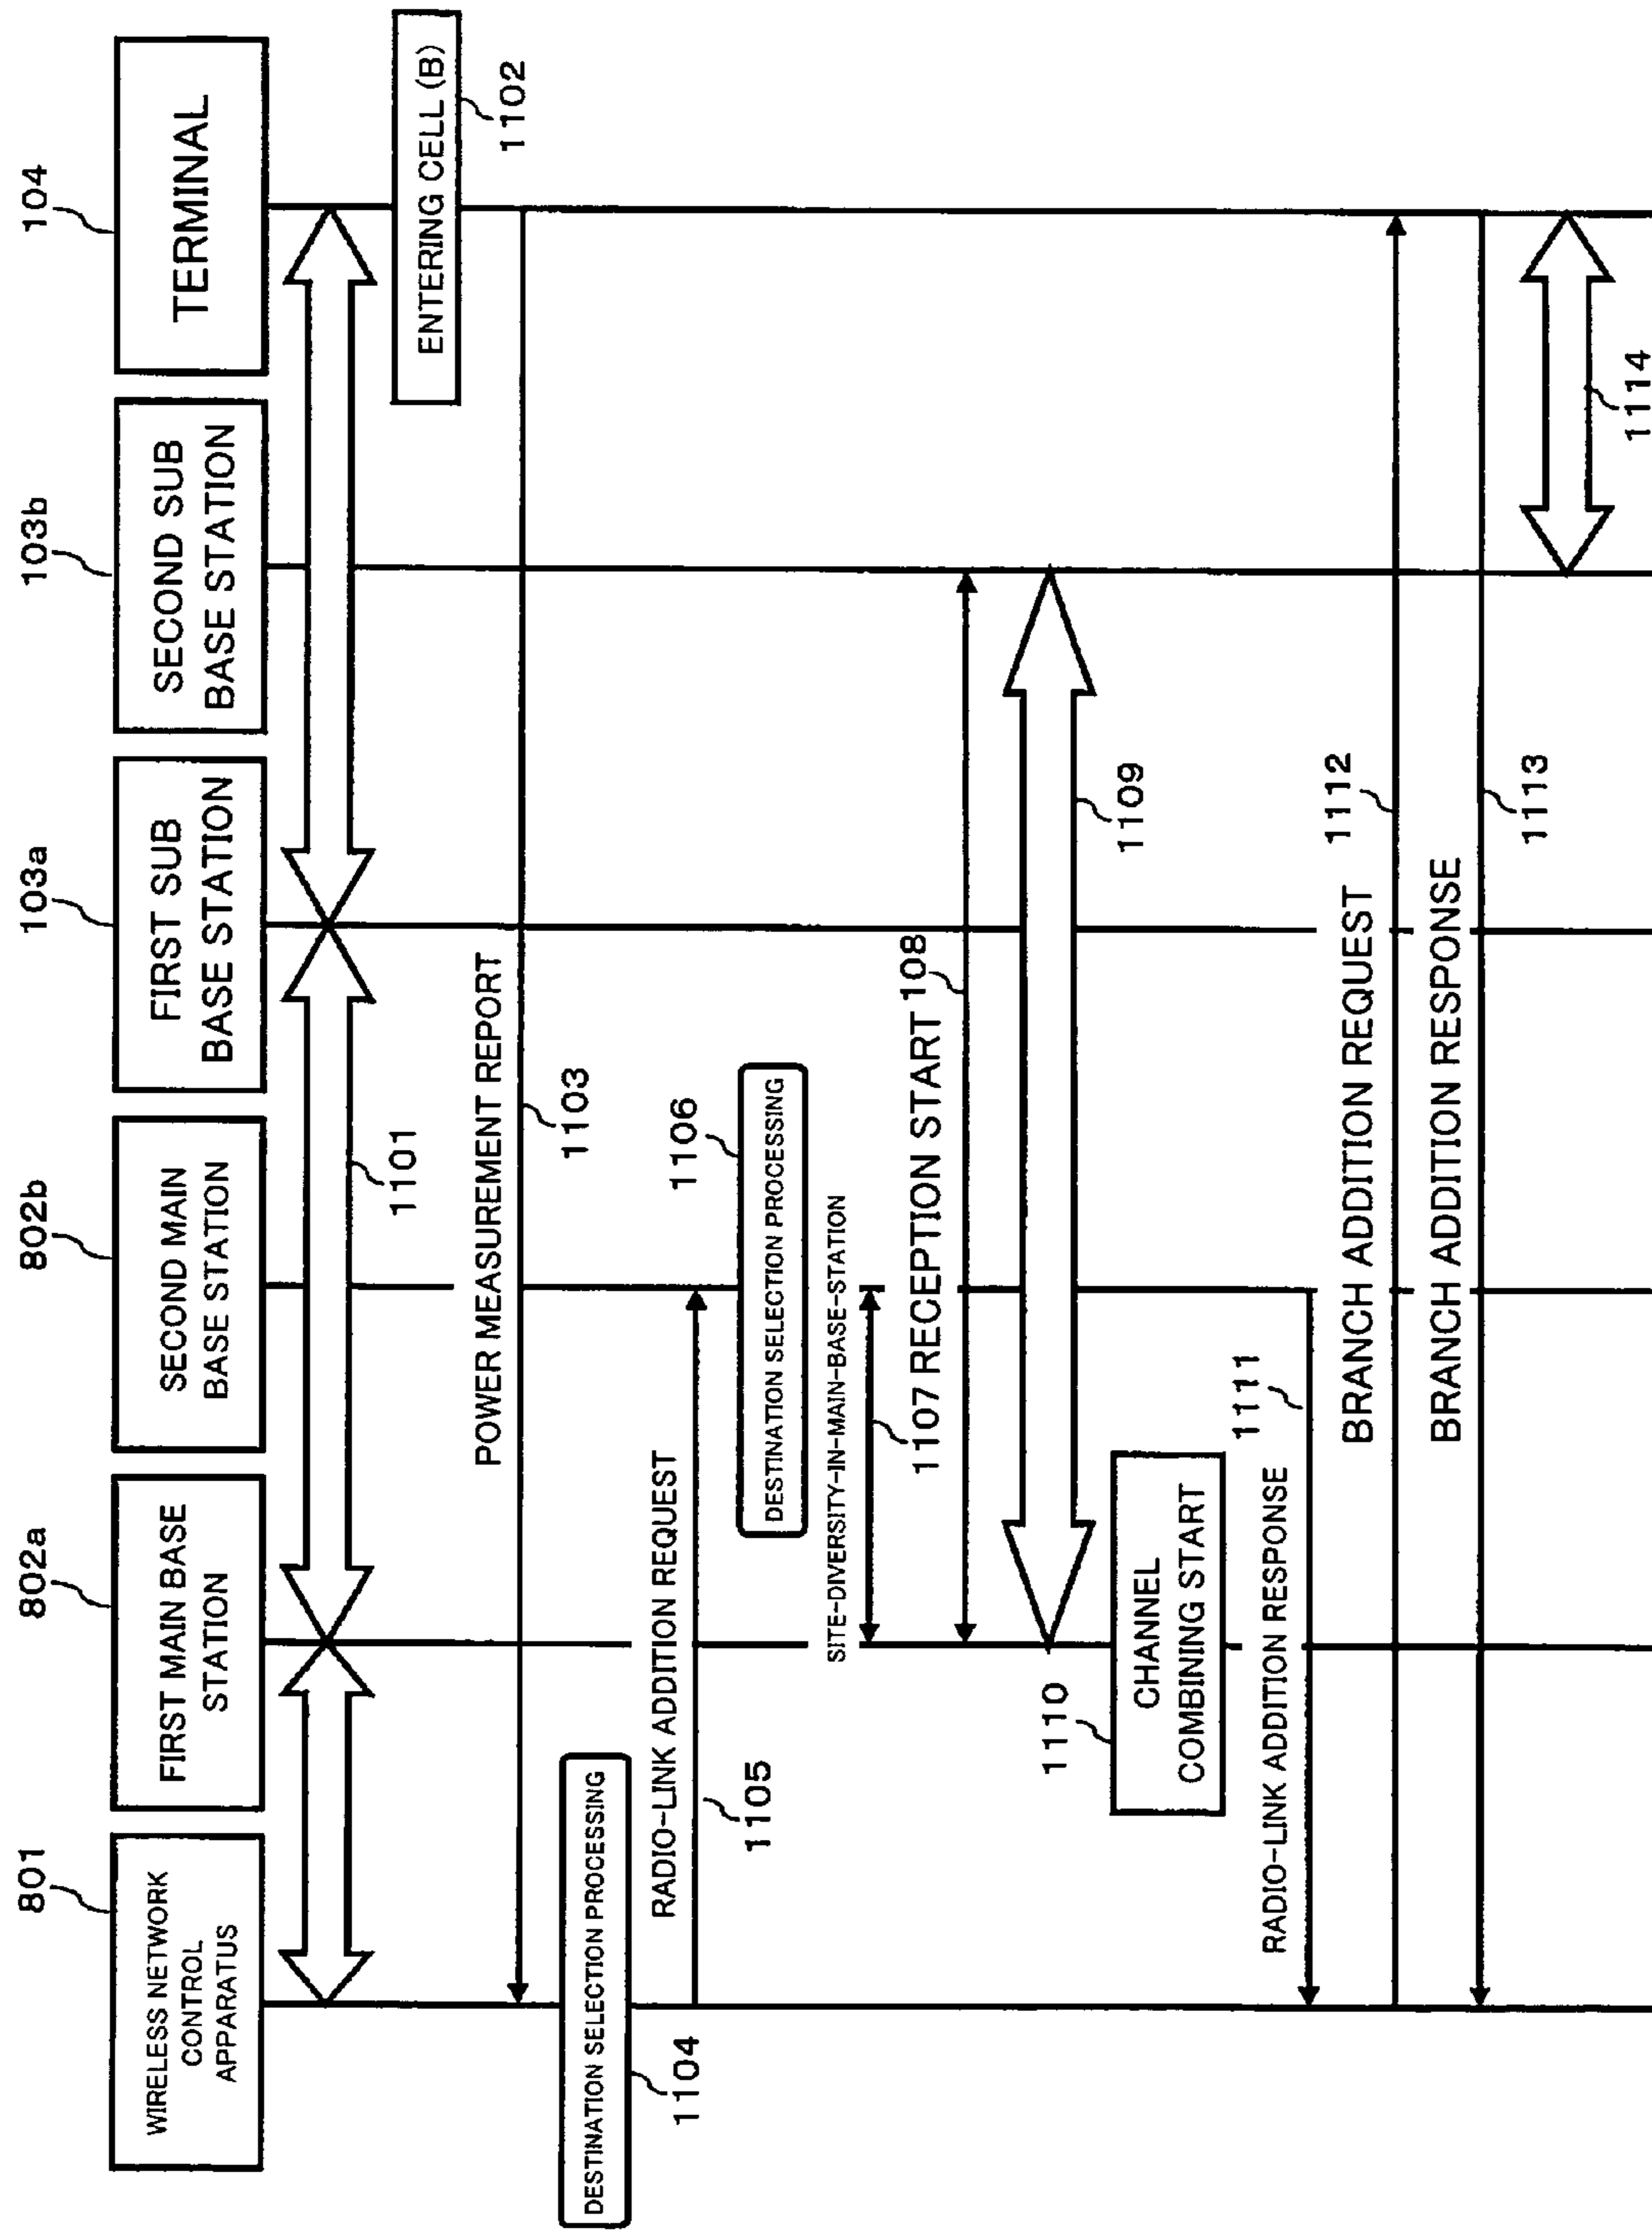 801
WIRELESS NETWORK
CONTROL
APPARATUS
802a
FIRST MAIN BASE
STATION
802b
SECOND MAIN
BASE STATION
103a
FIRST SUB
BASE STATION
103b
SECOND SUB
BASE STATION
104
TERMINAL
1101
ENTERING CELL (B)
1102
POWER MEASUREMENT REPORT
1103
DESTINATION SELECTION PROCESSING
1104
RADIO-LINK ADDITION REQUEST
1105
1106
DESTINATION SELECTION PROCESSING
SITE-DIVERSITY-IN-MAIN-BASE-STATION
1107 RECEPTION START 108
1109
1110
CHANNEL
COMBINING START
1111
RADIO-LINK ADDITION RESPONSE
1112
BRANCH ADDITION REQUEST
BRANCH ADDITION RESPONSE
1113
1114